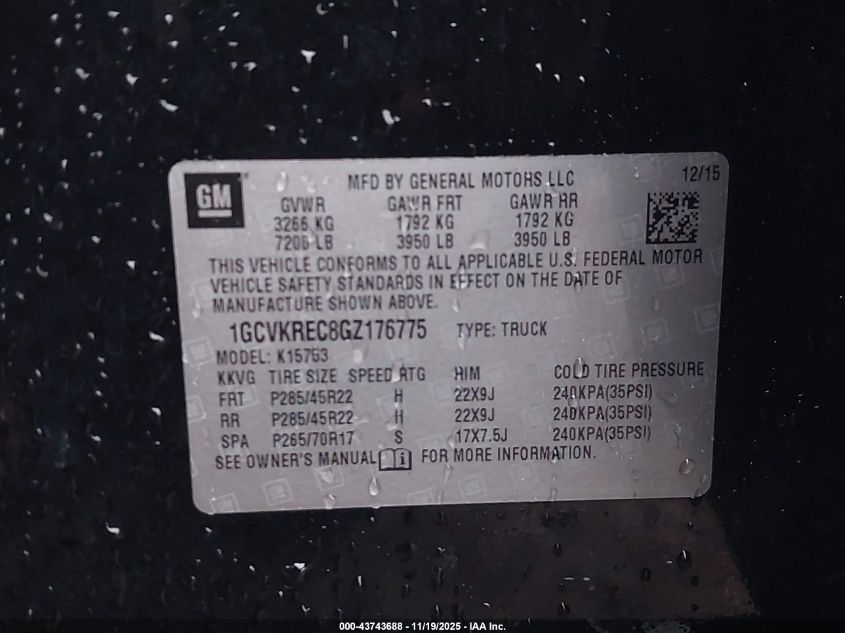 GM
MFD BY GENERAL MOTORS LLC
12/15
GVWR GAWR FRT GAWR RR
3266 KG 1792 KG 1792 KG
7200 LB 3950 LB 3950 LB
THIS VEHICLE CONFORMS TO ALL APPLICABLE U.S. FEDERAL MOTOR
VEHICLE SAFETY STANDARDS IN EFFECT ON THE DATE OF
MANUFACTURE SHOWN ABOVE.
1GCVKREC8GZ176775 TYPE: TRUCK
MODEL: K15753
KKVG TIRE SIZE SPEED RTG RIM COLD TIRE PRESSURE
FRT P285/45R22 H 22X9J 240KPA(35PSI)
RR P285/45R22 H 22X9J 240KPA(35PSI)
SPA P265/70R17 S 17X7.5J 240KPA(35PSI)
SEE OWNER'S MANUAL i FOR MORE INFORMATION.
000-43743688 - 11/19/2025 - IAA Inc.